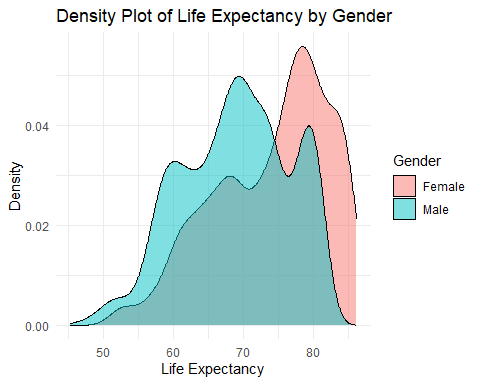 Density Plot of Life Expectancy by Gender
Density
0.04
0.02
0.00
50 60 70 80
Life Expectancy
Gender
Female
Male